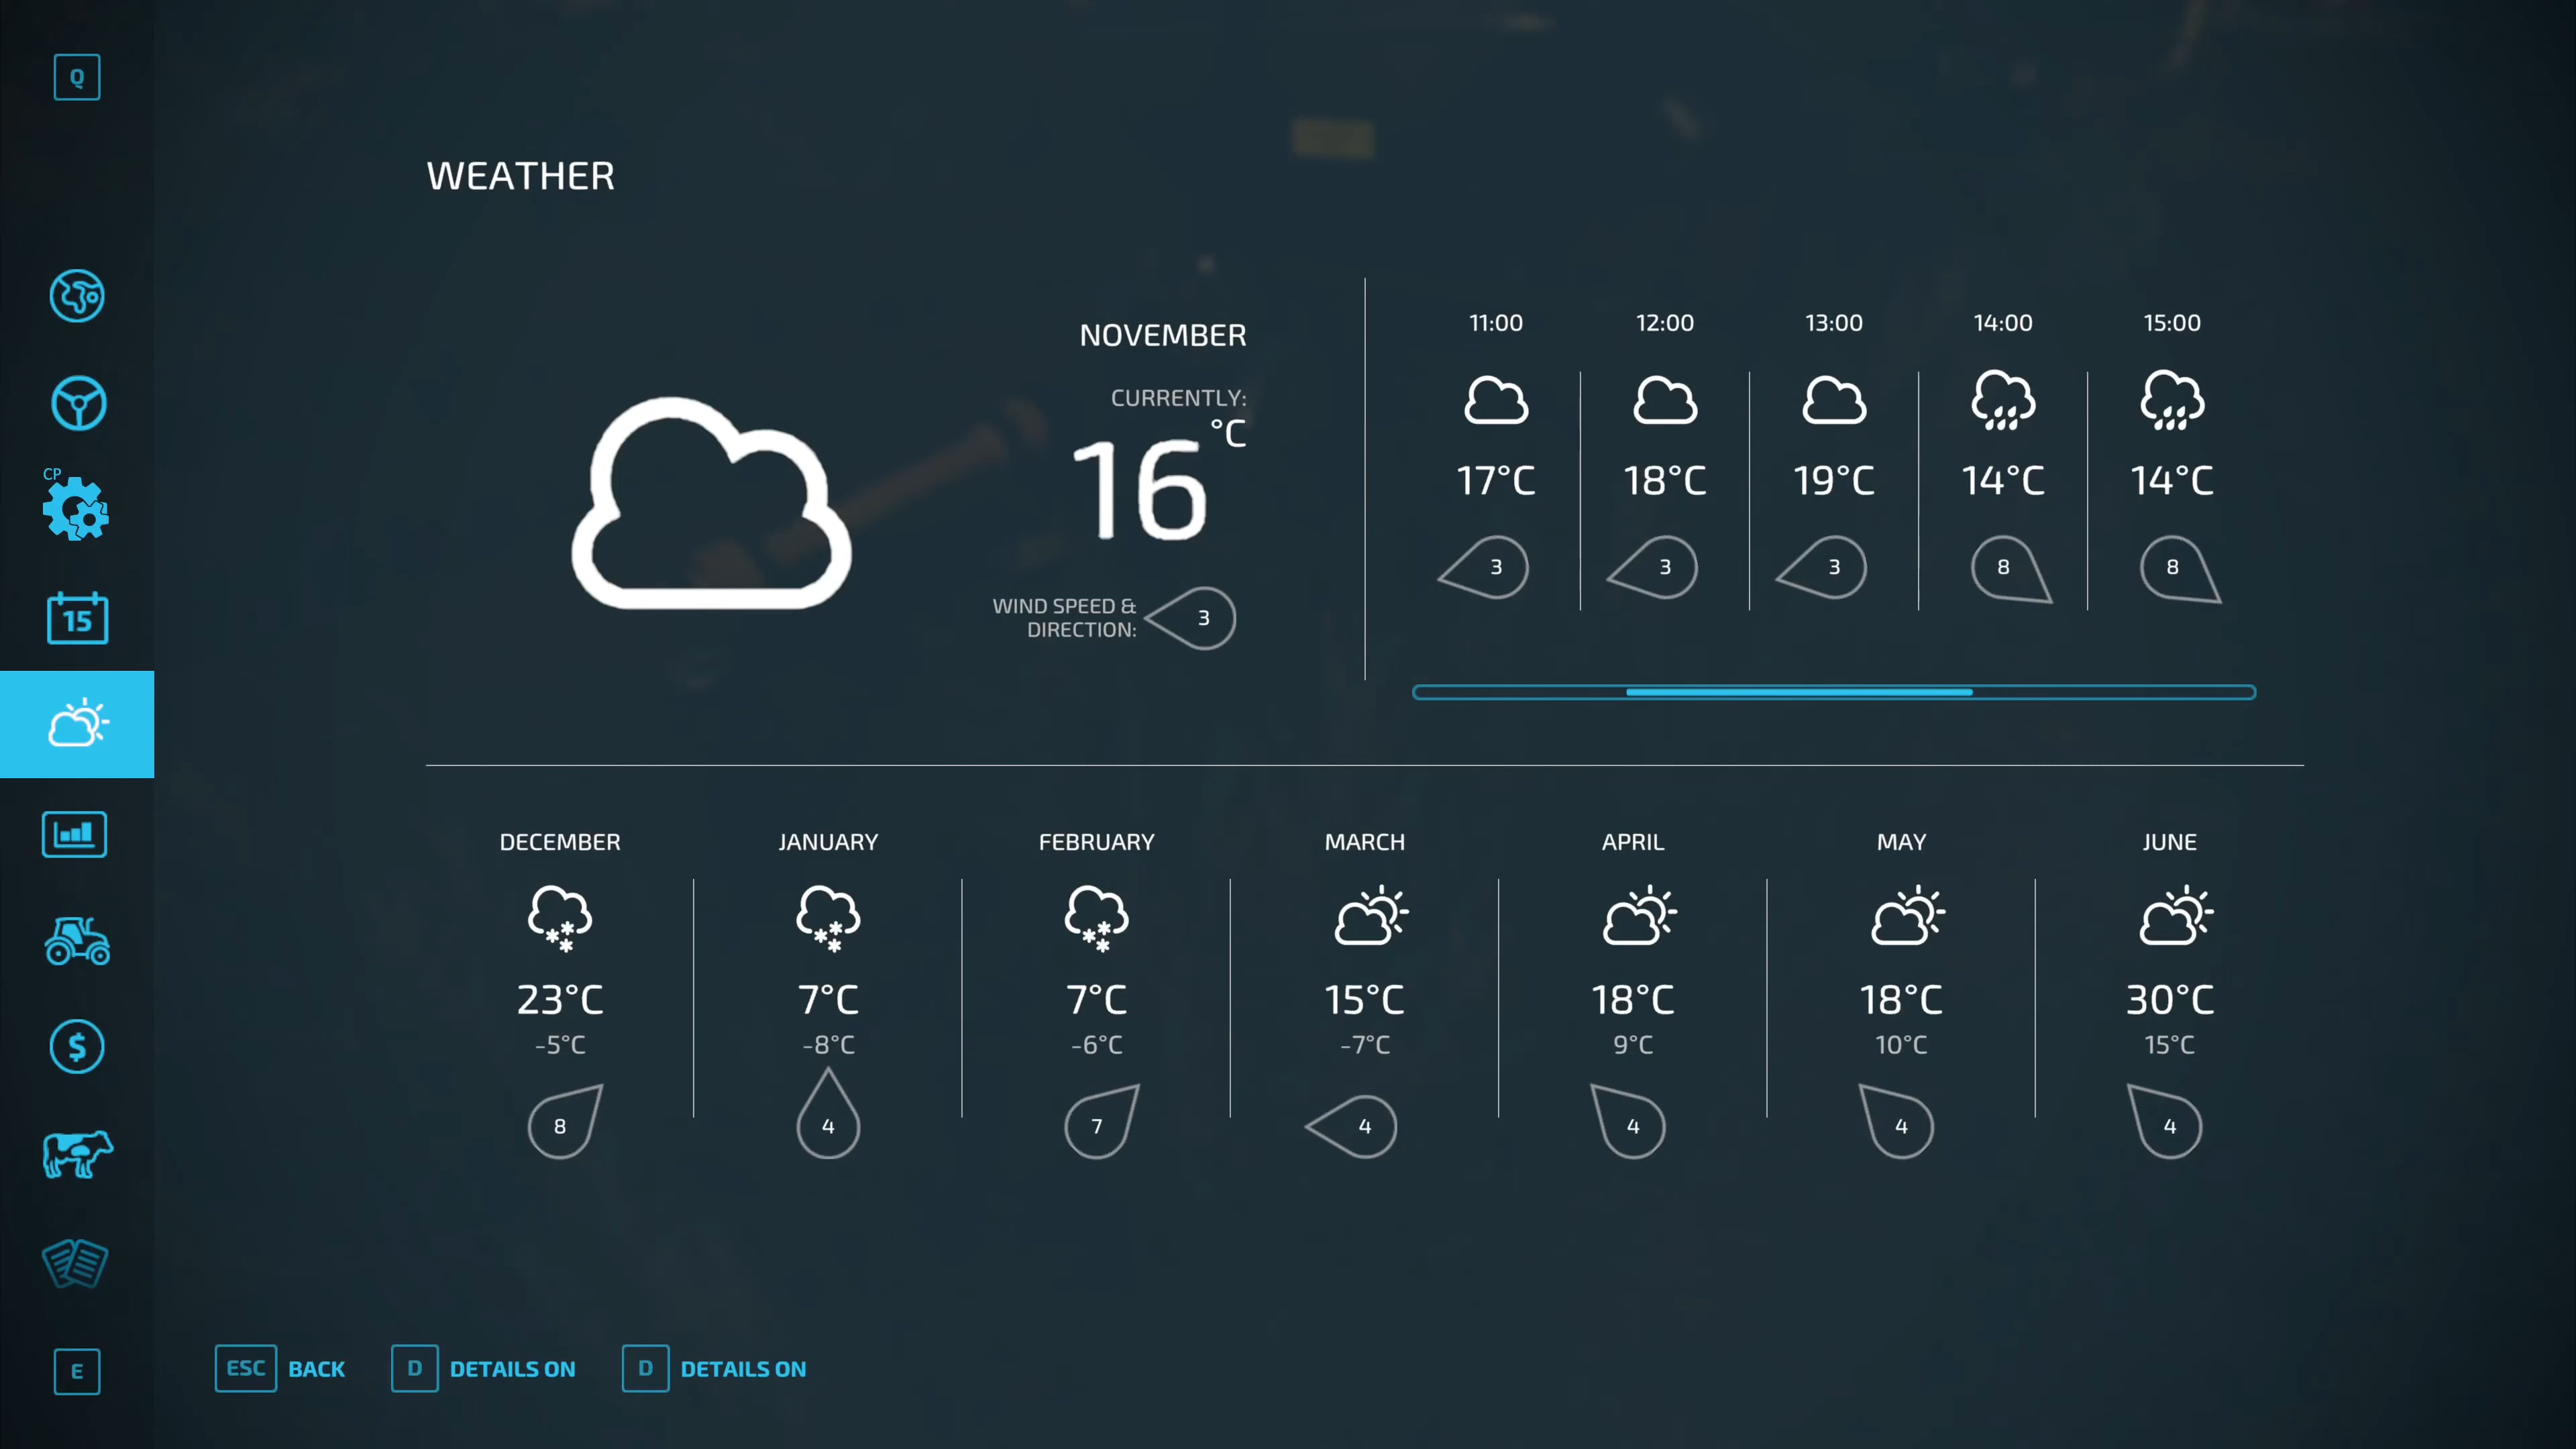 Q
WEATHER
NOVEMBER
CURRENTLY:
16 °C
WIND SPEED & DIRECTION: 3
11:00 12:00 13:00 14:00 15:00
17°C 18°C 19°C 14°C 14°C
3 3 3 8 8
CP
15
DECEMBER JANUARY FEBRUARY MARCH APRIL MAY JUNE
23°C 7°C 7°C 15°C 18°C 18°C 30°C
-5°C -8°C -6°C -7°C 9°C 10°C 15°C
8 4 7 4 4 4 4
$
E
ESC BACK D DETAILS ON D DETAILS ON